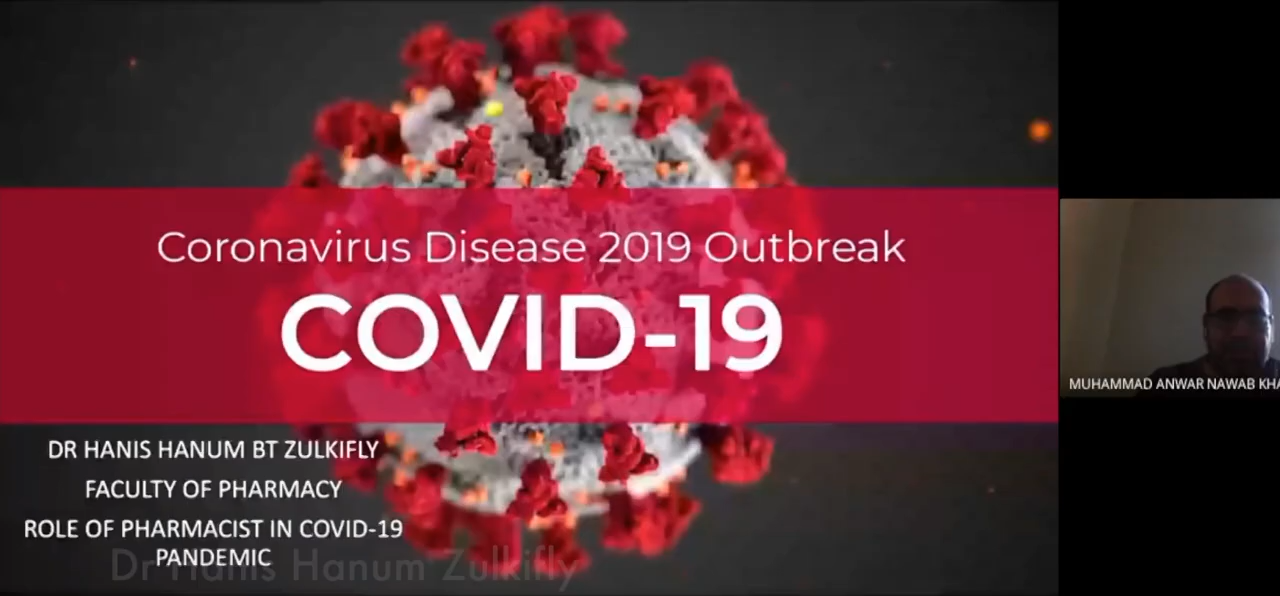 Coronavirus Disease 2019 Outbreak
COVID-19
DR HANIS HANUM BT ZULKIFLY
FACULTY OF PHARMACY
ROLE OF PHARMACIST IN COVID-19
PANDEMIC
Dr Hanis Hanum Zulkifly
MUHAMMAD ANWAR NAWAB KHA